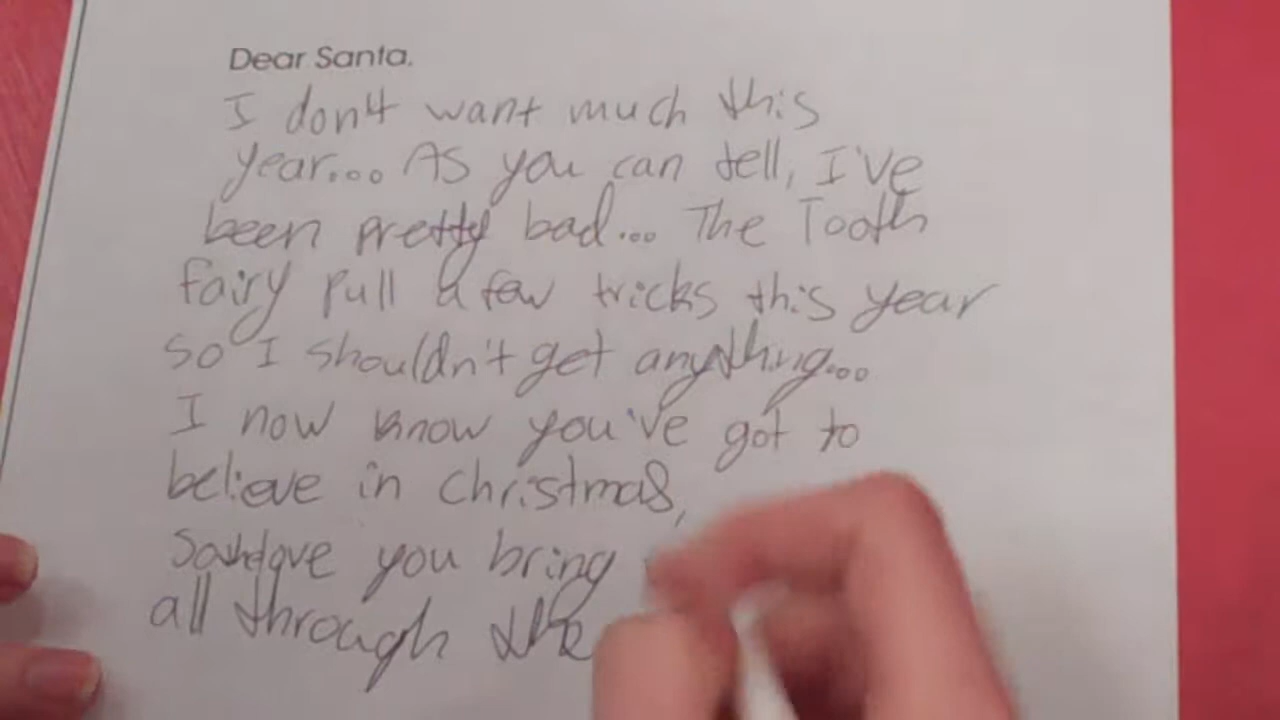 Dear Santa.
I don't want much this
year... As you can tell, I've
been pretty bad... The Tooth
fairy pull a few tricks this year
so I shouldn't get anything...
I now know you've got to
believe in christmas,
you bring
all through the